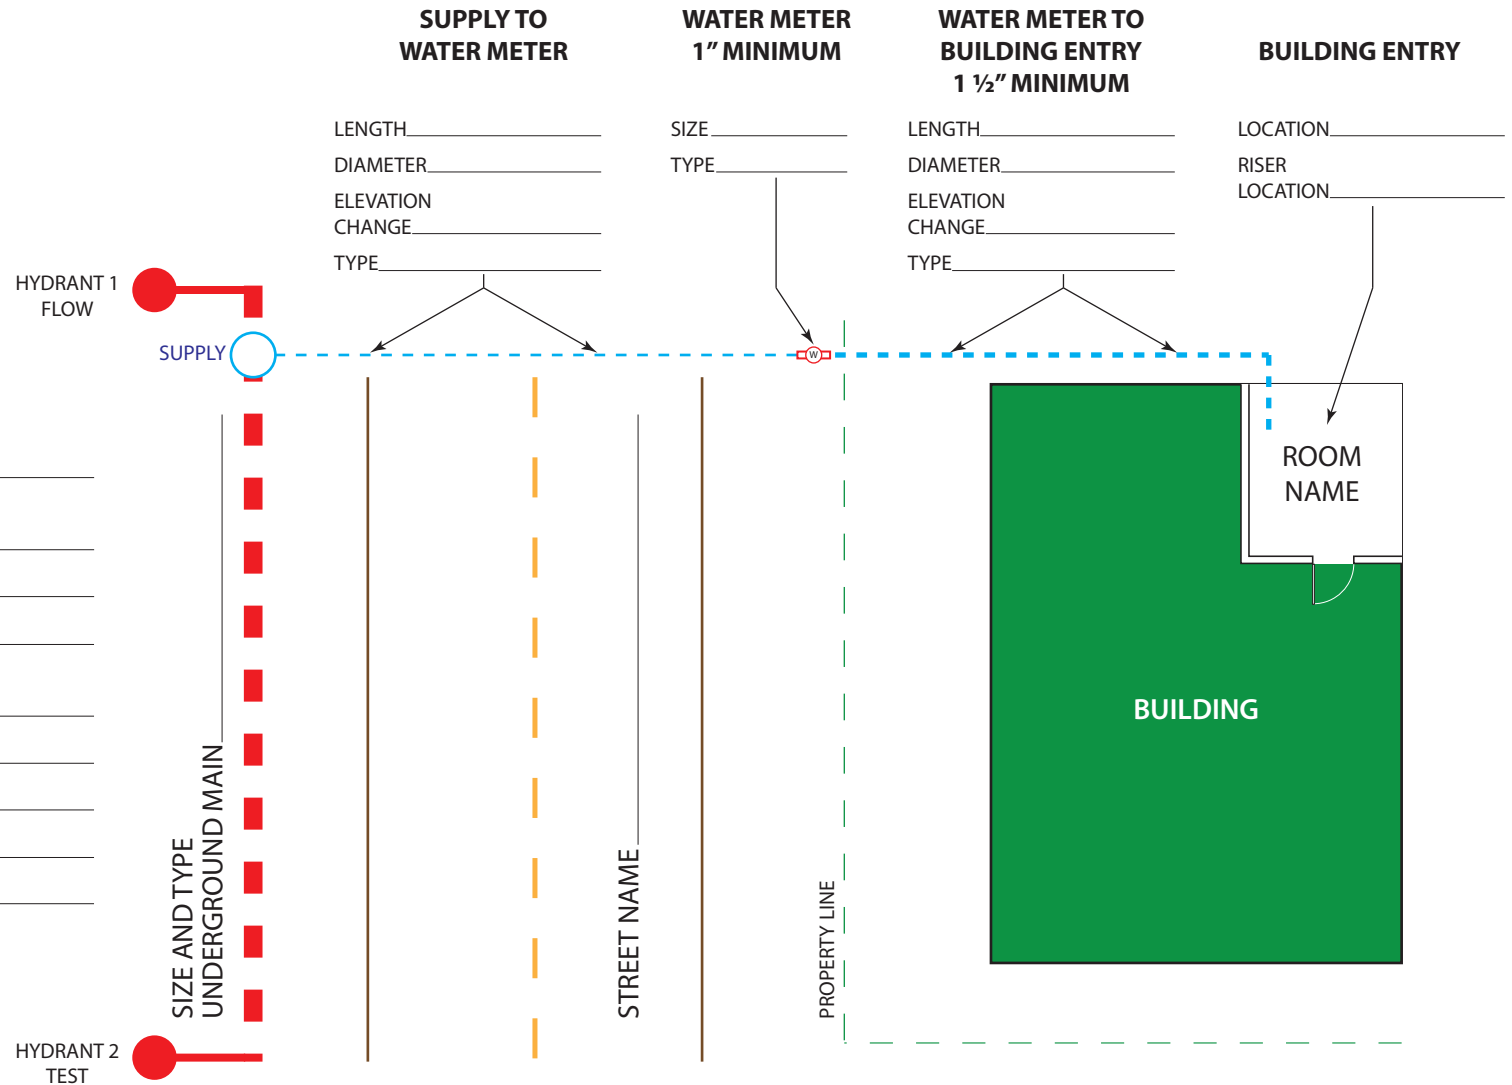 SUPPLY TO
WATER METER
WATER METER
1” MINIMUM
WATER METER TO
BUILDING ENTRY
1 ½” MINIMUM
BUILDING ENTRY
LENGTH
DIAMETER
ELEVATION
CHANGE
TYPE
SIZE
TYPE
LENGTH
DIAMETER
ELEVATION
CHANGE
TYPE
LOCATION
RISER
LOCATION
HYDRANT 1
FLOW
SUPPLY
W
ROOM
NAME
BUILDING
SIZE AND TYPE
UNDERGROUND MAIN
STREET NAME
PROPERTY LINE
HYDRANT 2
TEST